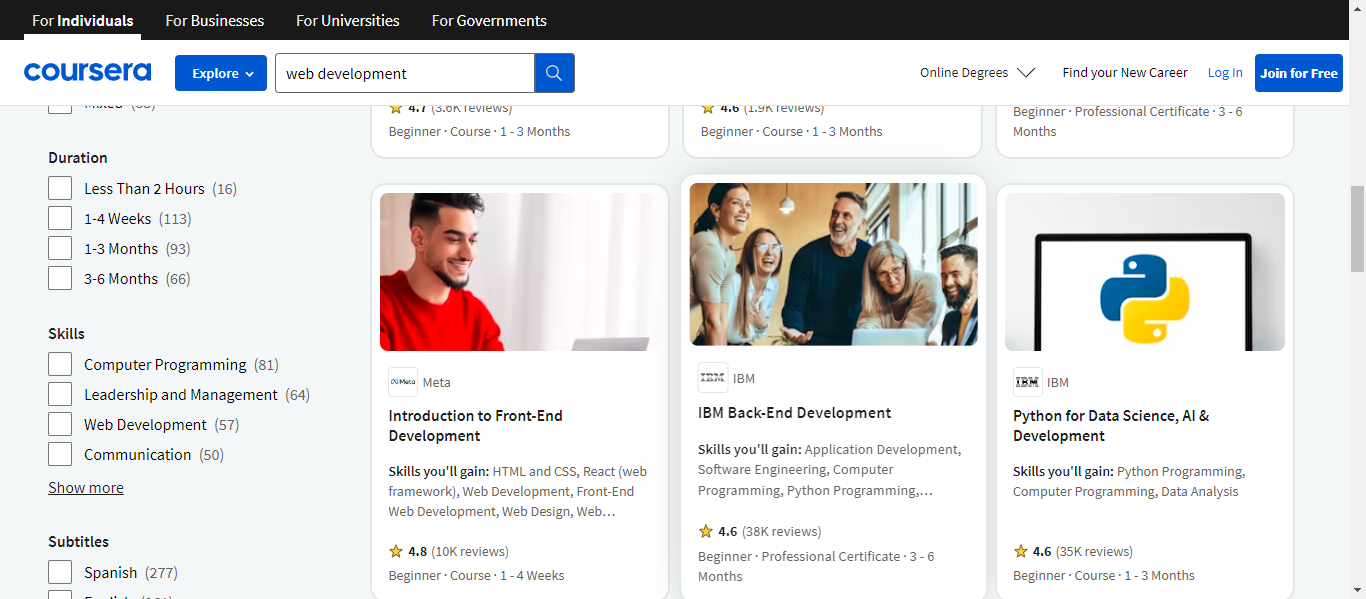 For Individuals
For Businesses
For Universities
For Governments
coursera
Explore
web development
Online Degrees
Find your New Career
Log In
Join for Free
Duration
Less Than 2 Hours (16)
1-4 Weeks (113)
1-3 Months (93)
3-6 Months (66)
Skills
Computer Programming (81)
Leadership and Management (64)
Web Development (57)
Communication (50)
Show more
Subtitles
Spanish (277)
4.7 (3.6K reviews)
Beginner · Course · 1 - 3 Months
4.6 (1.9K reviews)
Beginner · Course · 1 - 3 Months
Beginner · Professional Certificate · 3 - 6
Months
Meta
Meta
Introduction to Front-End
Development
Skills you'll gain: HTML and CSS, React (web
framework), Web Development, Front-End
Web Development, Web Design, Web…
4.8 (10K reviews)
Beginner · Course · 1 - 4 Weeks
IBM
IBM
IBM Back-End Development
Skills you'll gain: Application Development,
Software Engineering, Computer
Programming, Python Programming,…
4.6 (38K reviews)
Beginner · Professional Certificate · 3 - 6
Months
IBM
IBM
Python for Data Science, AI &
Development
Skills you'll gain: Python Programming,
Computer Programming, Data Analysis
4.6 (35K reviews)
Beginner · Course · 1 - 3 Months